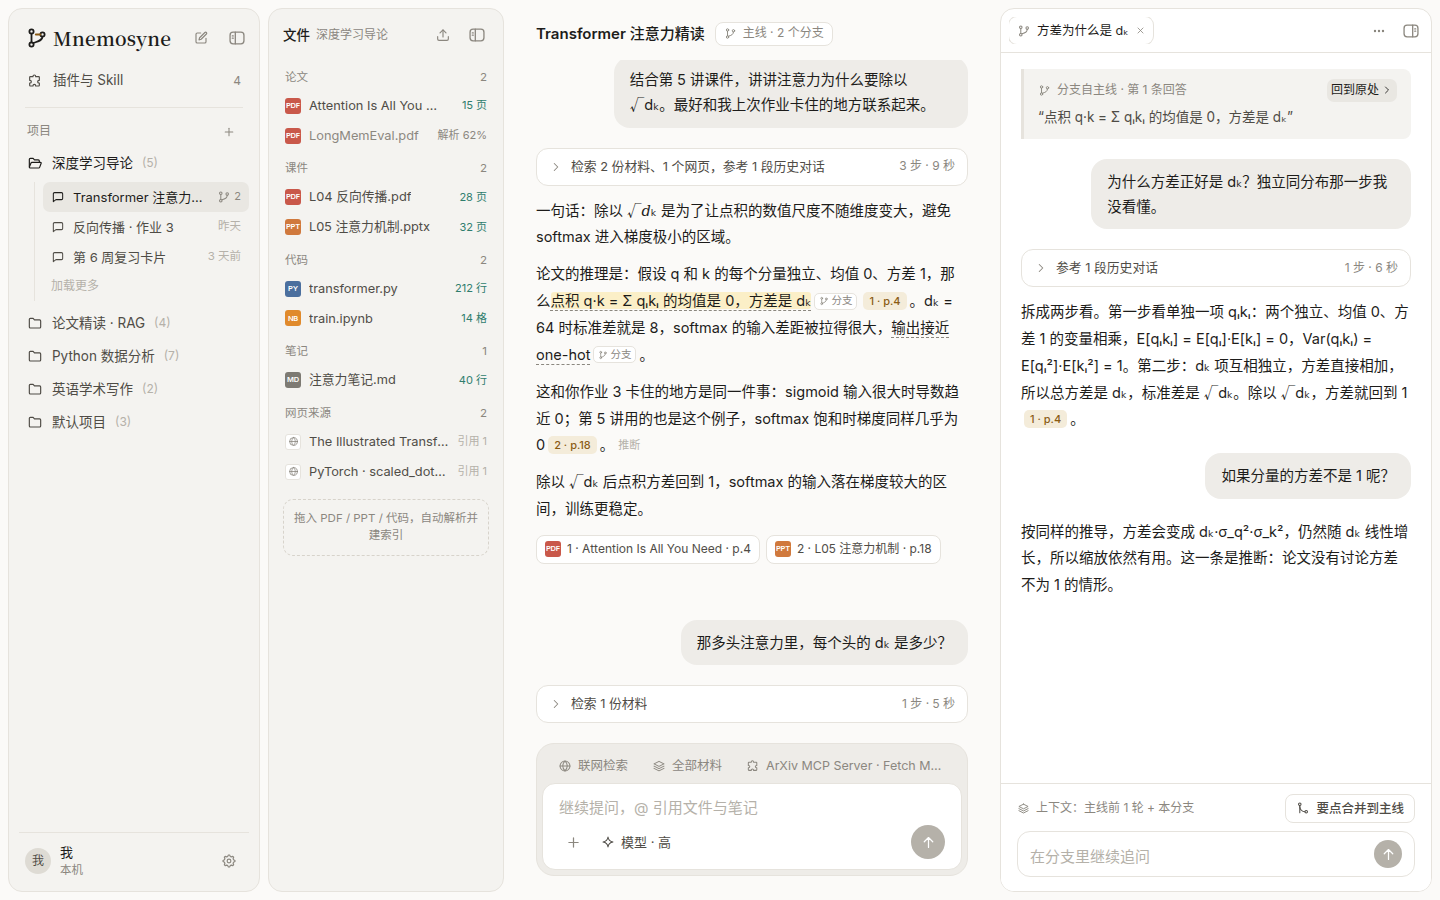 Mnemosyne
插件与 Skill 4
项目
深度学习导论 (5)
Transformer 注意力... 2
反向传播 · 作业 3 昨天
第 6 周复习卡片 3 天前
加载更多
论文精读 · RAG (4)
Python 数据分析 (7)
英语学术写作 (2)
默认项目 (3)
我 我
本机
文件 深度学习导论
论文 2
PDF Attention Is All You ... 15 页
PDF LongMemEval.pdf 解析 62%
课件 2
PDF L04 反向传播.pdf 28 页
PPT L05 注意力机制.pptx 32 页
代码 2
PY transformer.py 212 行
NB train.ipynb 14 格
笔记 1
MD 注意力笔记.md 40 行
网页来源 2
The Illustrated Transf... 引用 1
PyTorch · scaled_dot... 引用 1
拖入 PDF / PPT / 代码，自动解析并
建索引
Transformer 注意力精读 主线 · 2 个分支
结合第 5 讲课件，讲讲注意力为什么要除以
√dₖ。最好和我上次作业卡住的地方联系起来。
检索 2 份材料、1 个网页，参考 1 段历史对话 3 步 · 9 秒
一句话：除以 √dₖ 是为了让点积的数值尺度不随维度变大，避免
softmax 进入梯度极小的区域。
论文的推理是：假设 q 和 k 的每个分量独立、均值 0、方差 1，那
么点积 q·k = Σ qᵢkᵢ 的均值是 0，方差是 dₖ 分支 1 · p.4 。dₖ =
64 时标准差就是 8，softmax 的输入差距被拉得很大，输出接近
one-hot 分支 。
这和你作业 3 卡住的地方是同一件事：sigmoid 输入很大时导数趋
近 0；第 5 讲用的也是这个例子，softmax 饱和时梯度同样几乎为
0 2 · p.18 。 推断
除以 √dₖ 后点积方差回到 1，softmax 的输入落在梯度较大的区
间，训练更稳定。
PDF 1 · Attention Is All You Need · p.4 PPT 2 · L05 注意力机制 · p.18
那多头注意力里，每个头的 dₖ 是多少？
检索 1 份材料 1 步 · 5 秒
联网检索 全部材料 ArXiv MCP Server · Fetch M...
继续提问，@ 引用文件与笔记
模型 · 高
方差为什么是 dₖ ×
分支自主线 · 第 1 条回答 回到原处
“点积 q·k = Σ qᵢkᵢ 的均值是 0，方差是 dₖ”
为什么方差正好是 dₖ？独立同分布那一步我
没看懂。
参考 1 段历史对话 1 步 · 6 秒
拆成两步看。第一步看单独一项 qᵢkᵢ：两个独立、均值 0、方
差 1 的变量相乘，E[qᵢkᵢ] = E[qᵢ]·E[kᵢ] = 0，Var(qᵢkᵢ) =
E[qᵢ²]·E[kᵢ²] = 1。第二步：dₖ 项互相独立，方差直接相加，
所以总方差是 dₖ，标准差是 √dₖ。除以 √dₖ，方差就回到 1
1 · p.4 。
如果分量的方差不是 1 呢？
按同样的推导，方差会变成 dₖ·σ_q²·σ_k²，仍然随 dₖ 线性增
长，所以缩放依然有用。这一条是推断：论文没有讨论方差
不为 1 的情形。
上下文：主线前 1 轮 + 本分支 要点合并到主线
在分支里继续追问